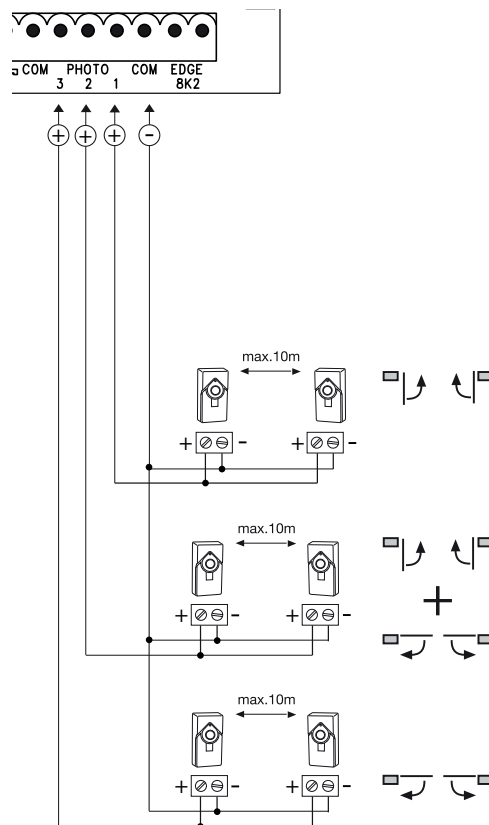 COM PHOTO COM EDGE
3 2 1 8K2
+ + + -
max.10m
+ - + -
max.10m
+ - + -
+
max.10m
+ - + -